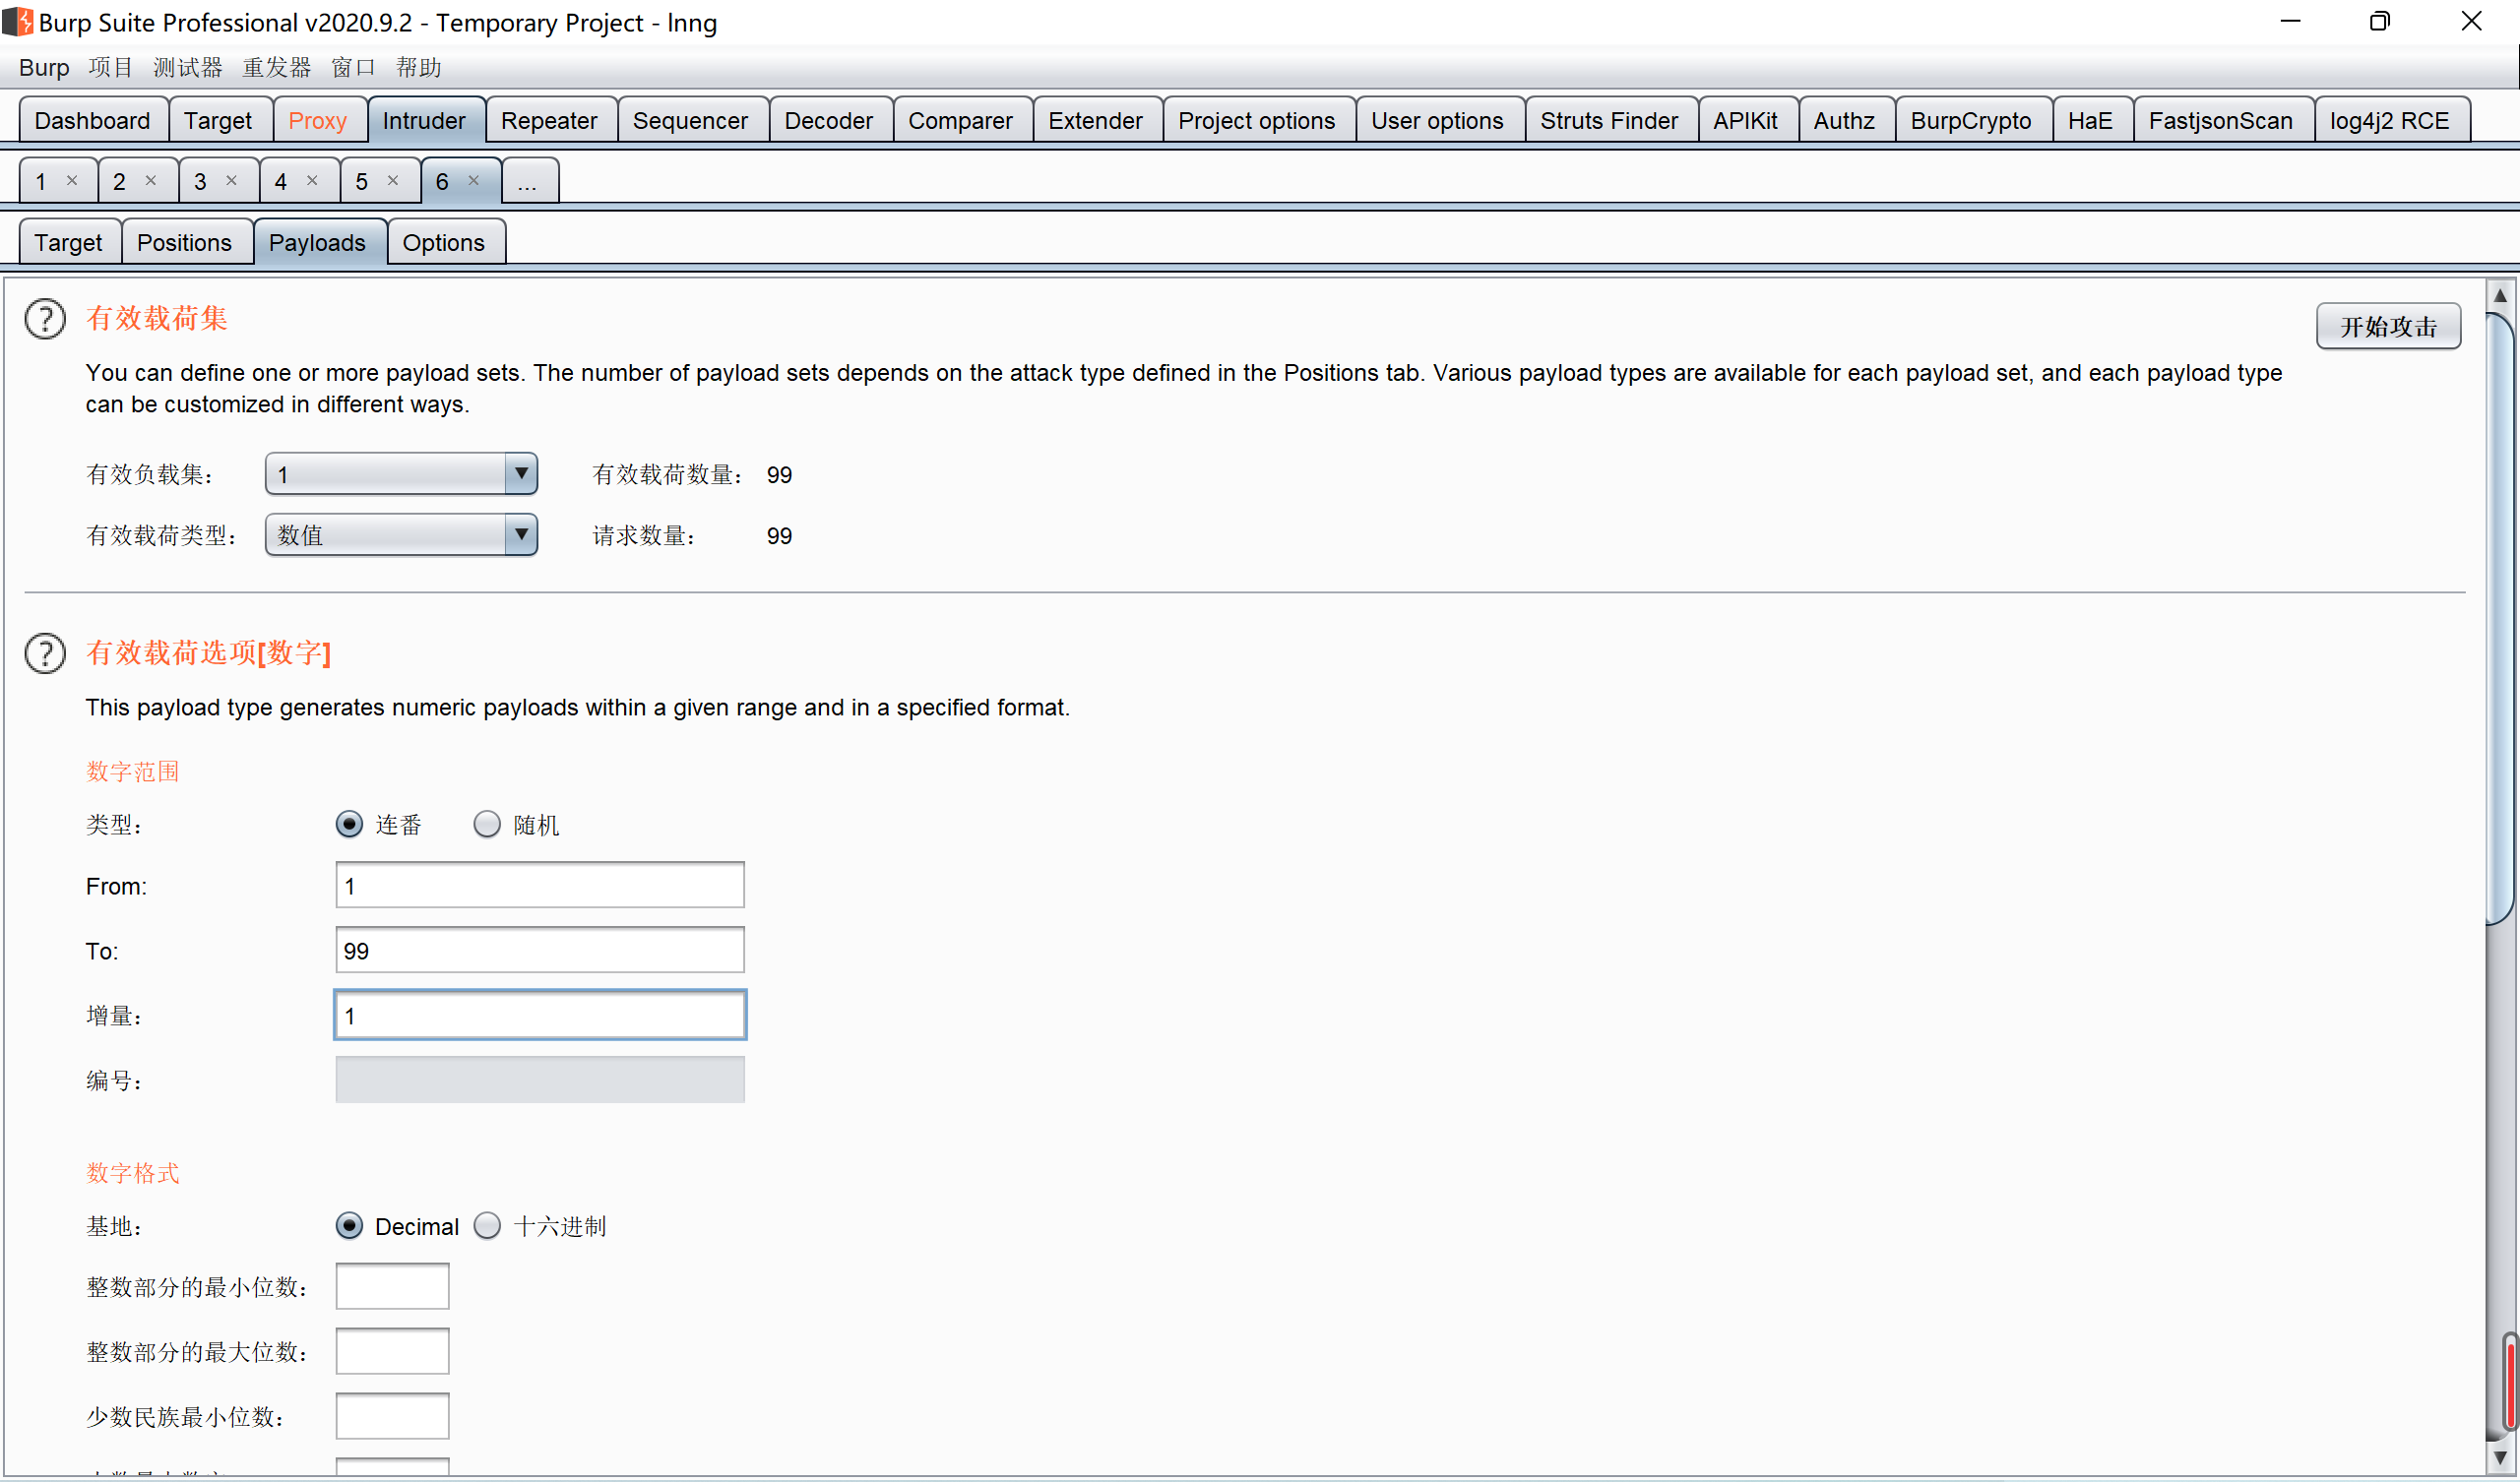 Burp Suite Professional v2020.9.2 - Temporary Project - lnng
Burp 项目 测试器 重发器 窗口 帮助
Dashboard Target Proxy Intruder Repeater Sequencer Decoder Comparer Extender Project options User options Struts Finder APIKit Authz BurpCrypto HaE FastjsonScan log4j2 RCE
1 × 2 × 3 × 4 × 5 × 6 × ...
Target Positions Payloads Options
有效载荷集
开始攻击
You can define one or more payload sets. The number of payload sets depends on the attack type defined in the Positions tab. Various payload types are available for each payload set, and each payload type
can be customized in different ways.
有效负载集: 1 有效载荷数量: 99
有效载荷类型: 数值 请求数量: 99
有效载荷选项[数字]
This payload type generates numeric payloads within a given range and in a specified format.
数字范围
类型: 连番 随机
From: 1
To: 99
增量: 1
编号:
数字格式
基地: Decimal 十六进制
整数部分的最小位数:
整数部分的最大位数:
少数民族最小位数: